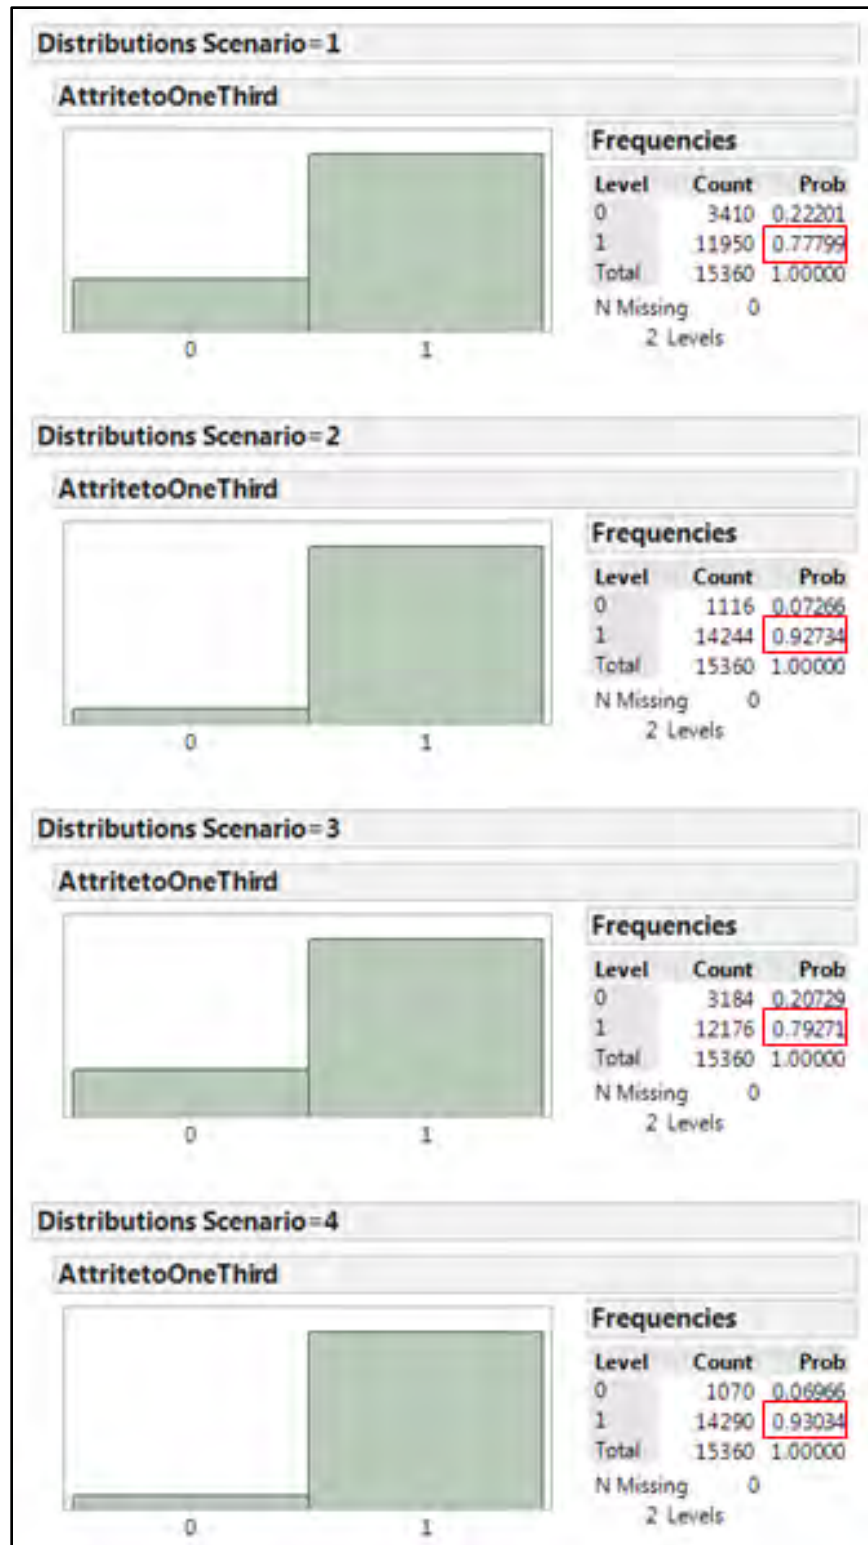 Distributions Scenario=1
AttritetoOneThird
Frequencies
Level Count Prob
0 3410 0.22201
1 11950 0.77799
Total 15360 1.00000
N Missing 0
2 Levels
0 1
Distributions Scenario=2
AttritetoOneThird
Frequencies
Level Count Prob
0 1116 0.07266
1 14244 0.92734
Total 15360 1.00000
N Missing 0
2 Levels
0 1
Distributions Scenario=3
AttritetoOneThird
Frequencies
Level Count Prob
0 3184 0.20729
1 12176 0.79271
Total 15360 1.00000
N Missing 0
2 Levels
0 1
Distributions Scenario=4
AttritetoOneThird
Frequencies
Level Count Prob
0 1070 0.06966
1 14290 0.93034
Total 15360 1.00000
N Missing 0
2 Levels
0 1